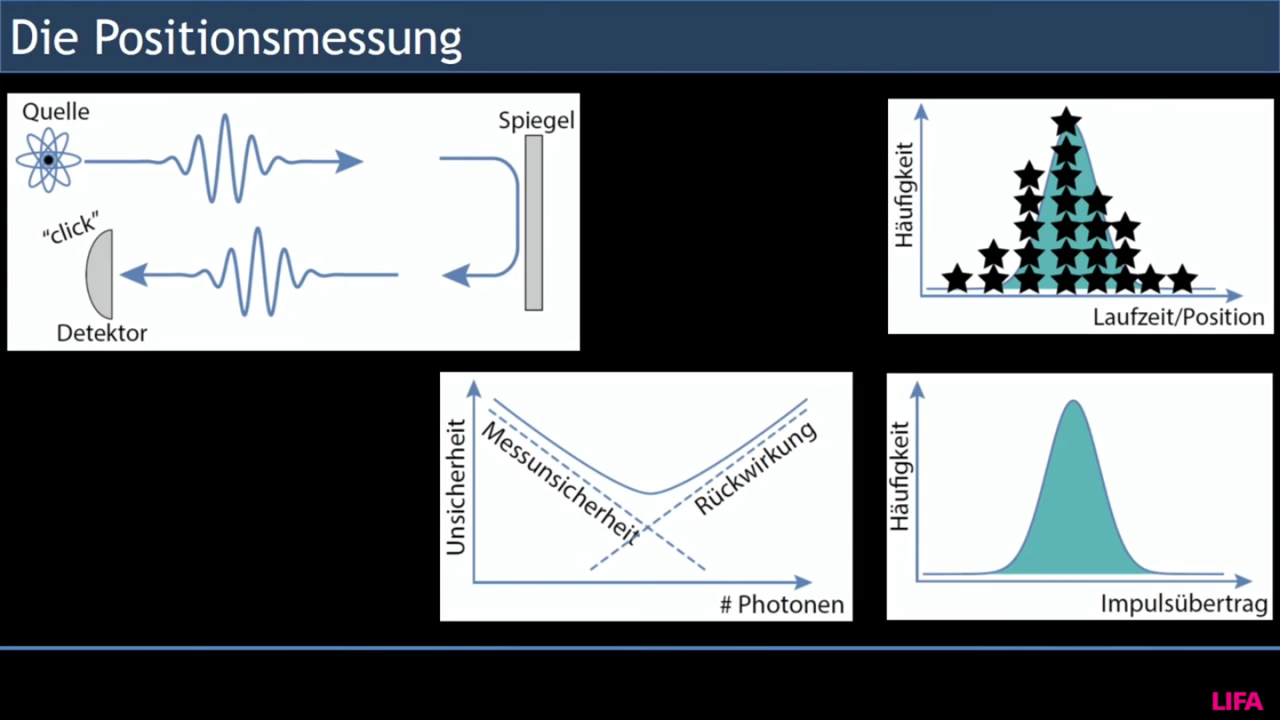 Die Positionsmessung
Quelle
Spiegel
“click”
Detektor
Häufigkeit
Laufzeit/Position
Unsicherheit
Messunsicherheit
Rückwirkung
# Photonen
Häufigkeit
Impulsübertrag
LIFA